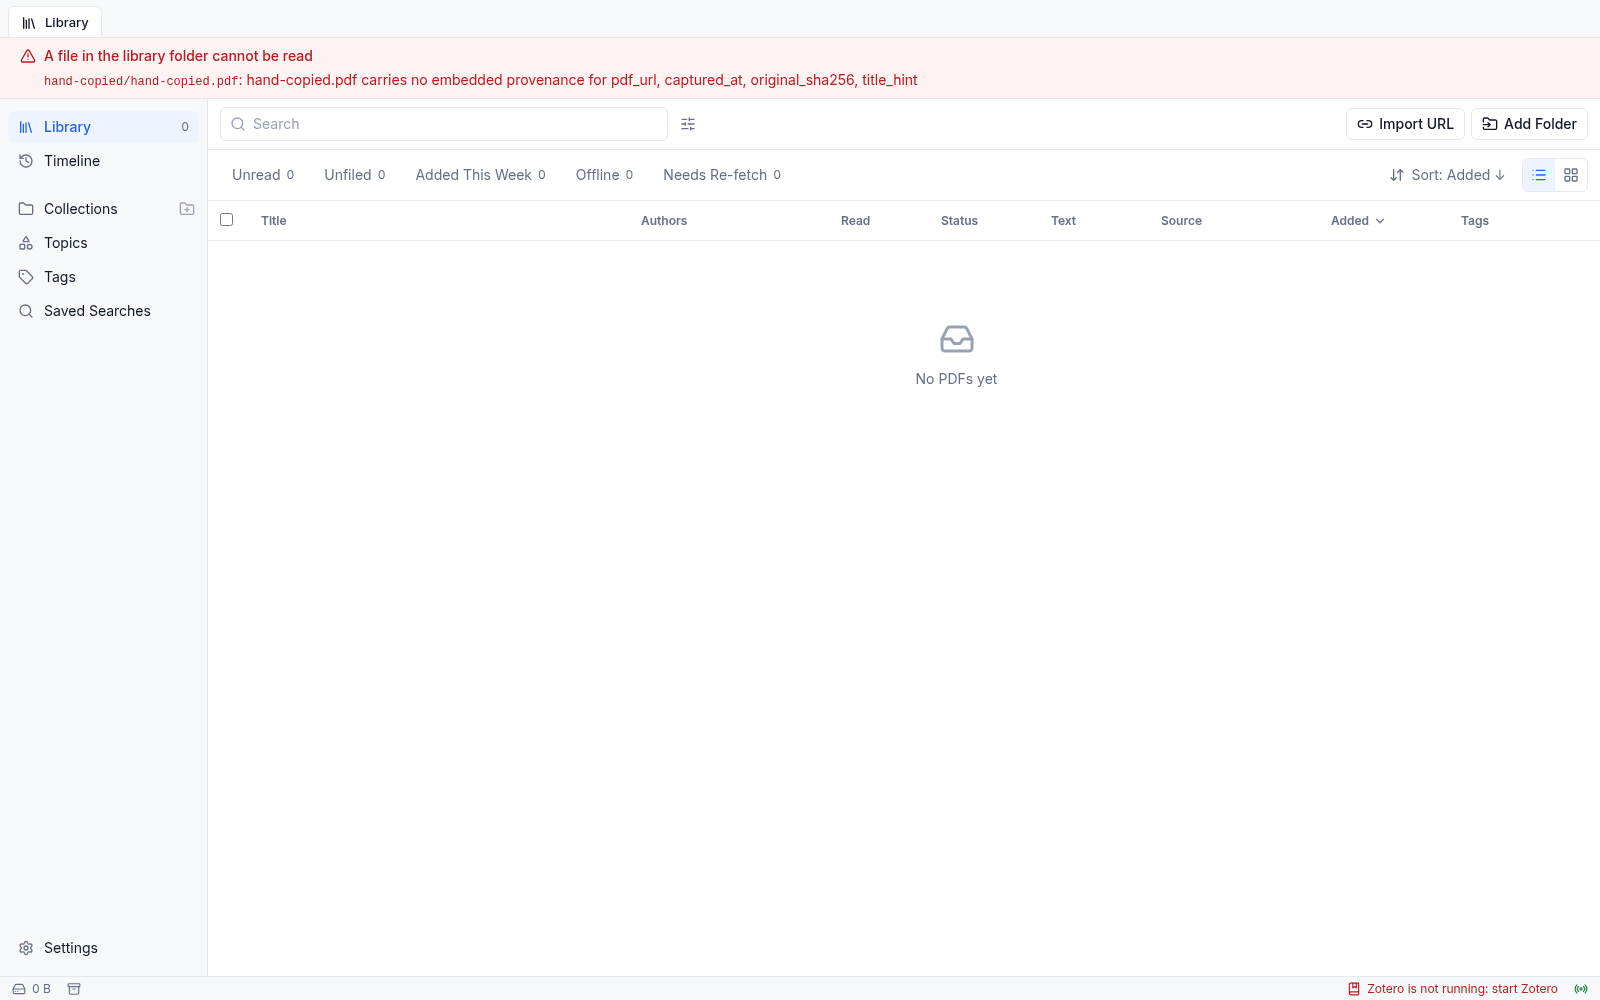 Library
A file in the library folder cannot be read
hand-copied/hand-copied.pdf: hand-copied.pdf carries no embedded provenance for pdf_url, captured_at, original_sha256, title_hint
Library 0
Search
Import URL
Add Folder
Timeline
Unread 0
Unfiled 0
Added This Week 0
Offline 0
Needs Re-fetch 0
Sort: Added
Collections
Title
Authors
Read
Status
Text
Source
Added
Tags
Topics
Tags
Saved Searches
No PDFs yet
Settings
0 B
Zotero is not running: start Zotero